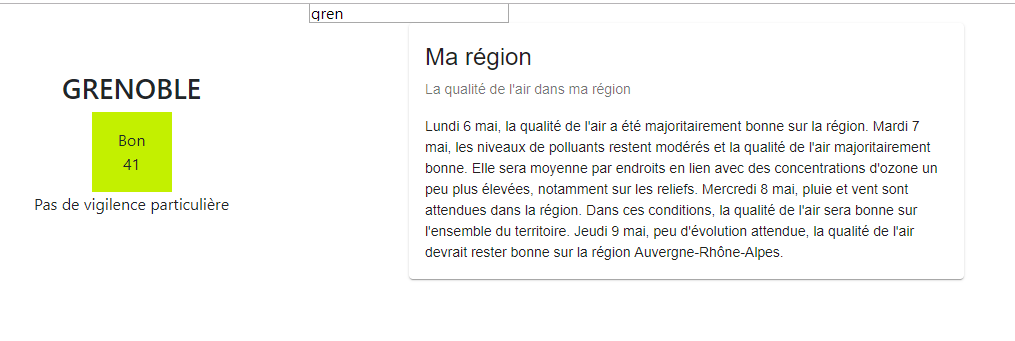 gren
GRENOBLE
Bon
41
Pas de vigilence particulière
Ma région
La qualité de l'air dans ma région
Lundi 6 mai, la qualité de l'air a été majoritairement bonne sur la région. Mardi 7
mai, les niveaux de polluants restent modérés et la qualité de l'air majoritairement
bonne. Elle sera moyenne par endroits en lien avec des concentrations d'ozone un
peu plus élevées, notamment sur les reliefs. Mercredi 8 mai, pluie et vent sont
attendues dans la région. Dans ces conditions, la qualité de l'air sera bonne sur
l'ensemble du territoire. Jeudi 9 mai, peu d'évolution attendue, la qualité de l'air
devrait rester bonne sur la région Auvergne-Rhône-Alpes.